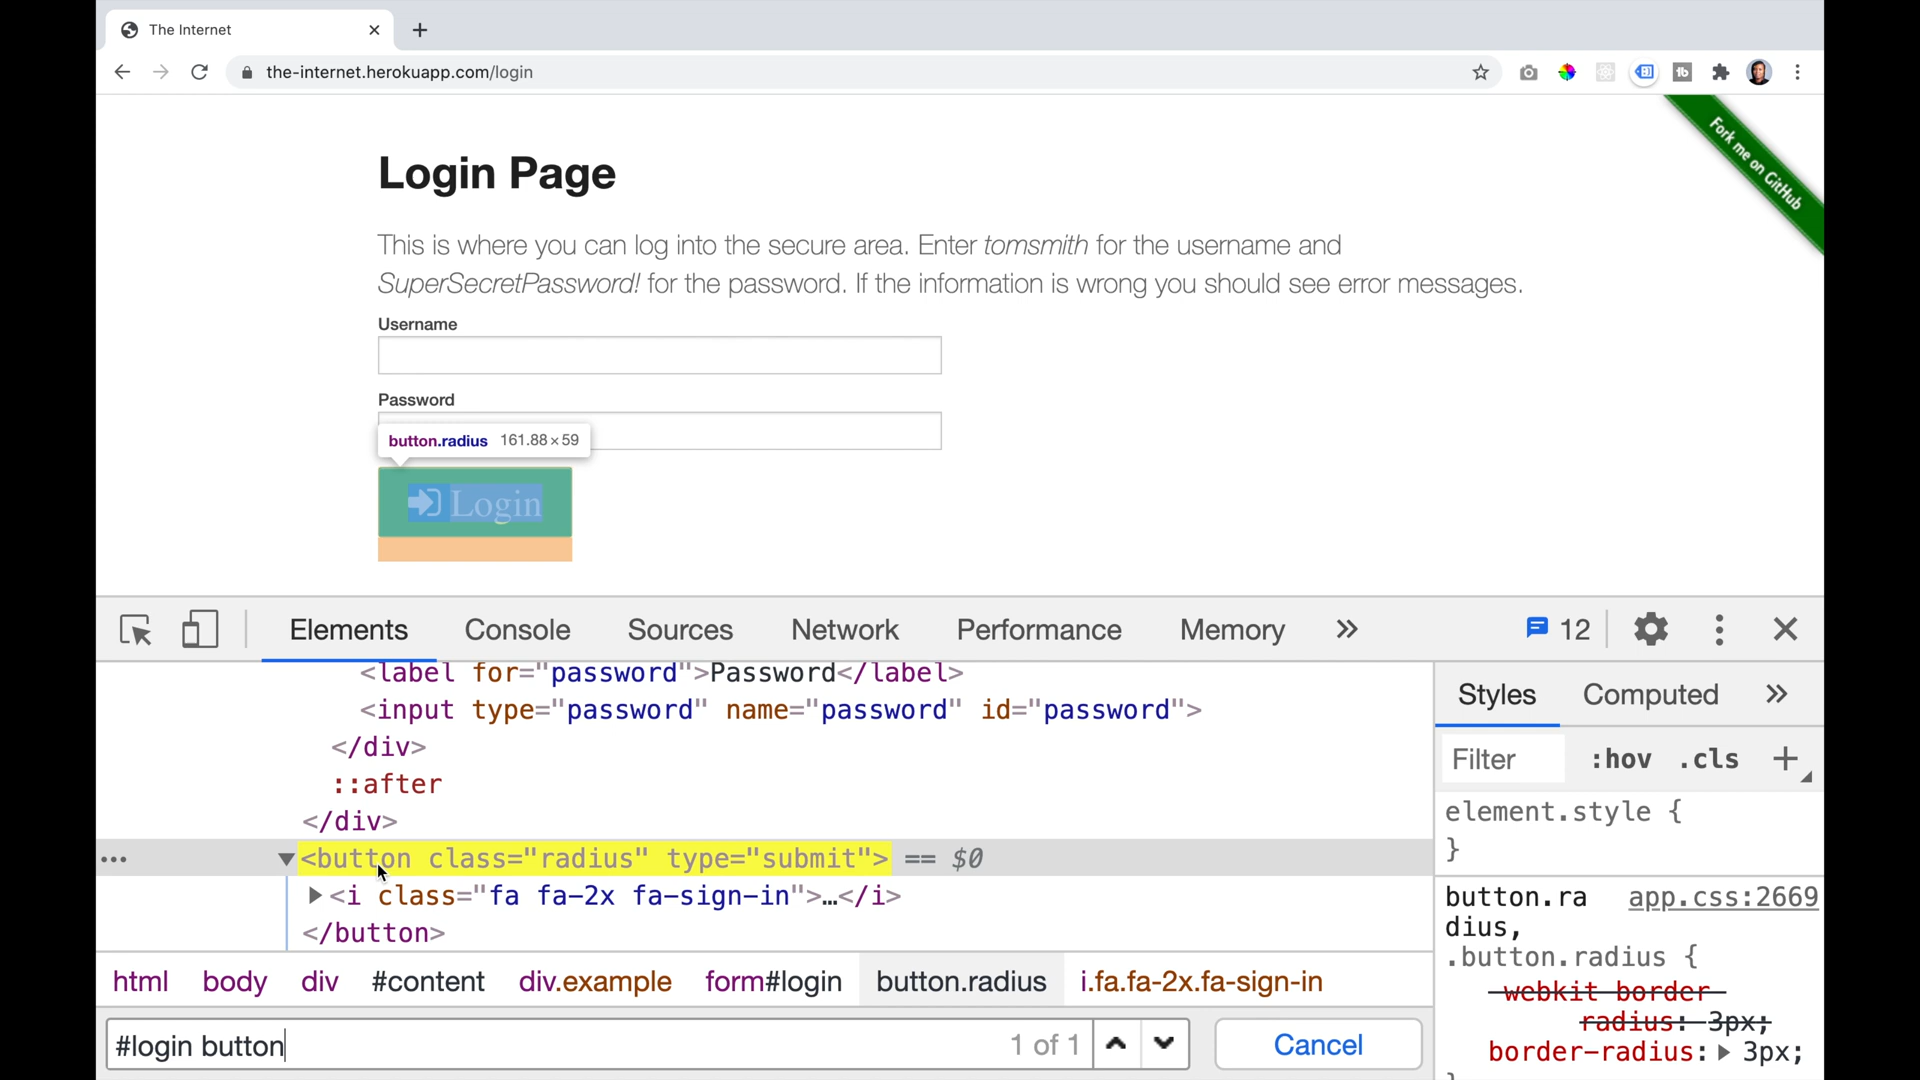 The Internet
the-internet.herokuapp.com/login
Fork me on GitHub
Login Page
This is where you can log into the secure area. Enter tomsmith for the username and
SuperSecretPassword! for the password. If the information is wrong you should see error messages.
Username
Password
button.radius 161.88×59
Login
Elements Console Sources Network Performance Memory 12
<label for="password">Password</label>
<input type="password" name="password" id="password">
</div>
::after
</div>
<button class="radius" type="submit"> == $0
<i class="fa fa-2x fa-sign-in">…</i>
</button>
html body div #content div.example form#login button.radius i.fa.fa-2x.fa-sign-in
#login button 1 of 1 Cancel
Styles Computed
Filter :hov .cls
element.style {
}
button.ra app.css:2669
dius,
.button.radius {
-webkit-border-
radius: 3px;
border-radius: 3px;